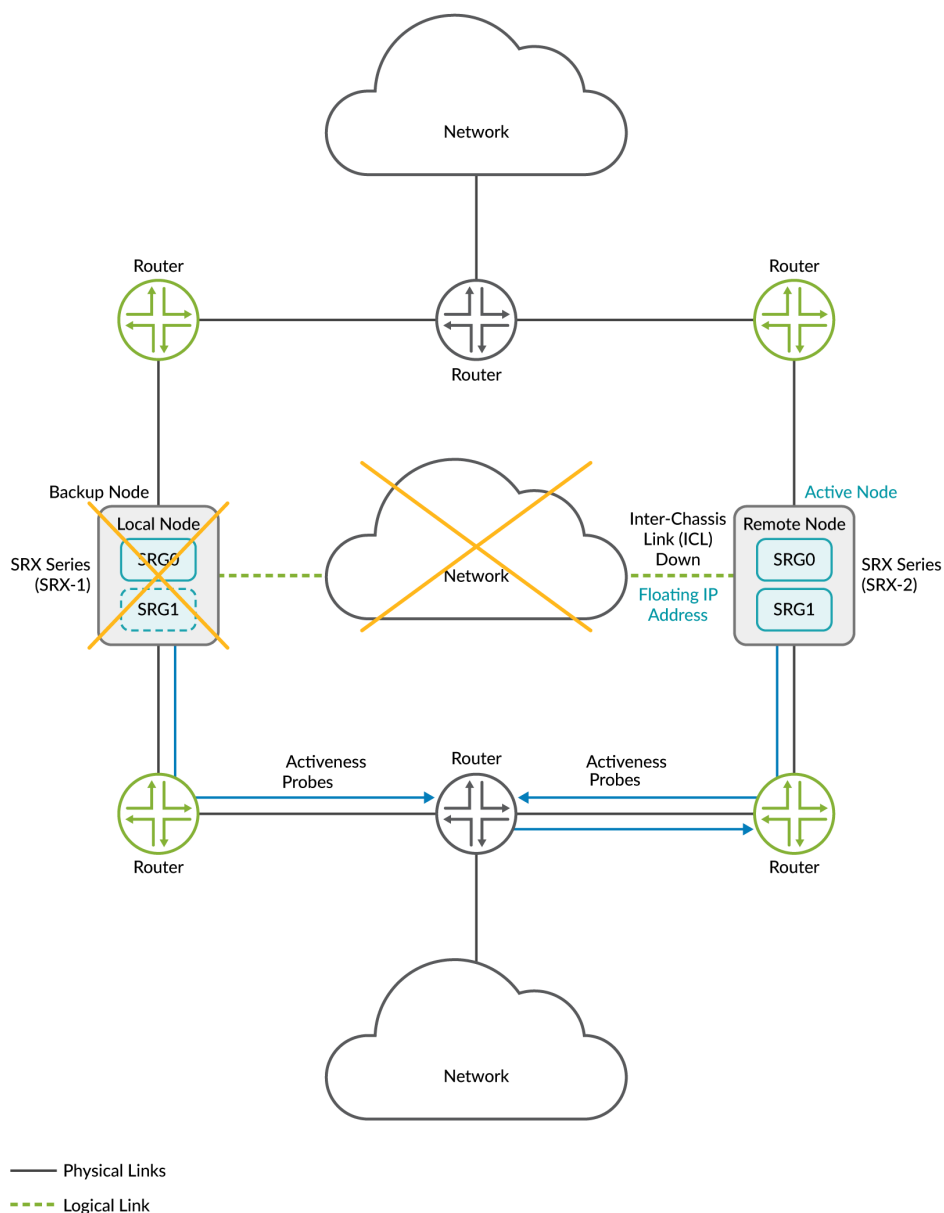 Network
Router
Router
Router
Backup Node
Active Node
Local Node
SRG0
SRG1
SRX Series
(SRX-1)
Network
Inter-Chassis
Link (ICL)
Down
Floating IP
Address
Remote Node
SRG0
SRG1
SRX Series
(SRX-2)
Activeness
Probes
Router
Activeness
Probes
Router
Router
Network
Physical Links
Logical Link